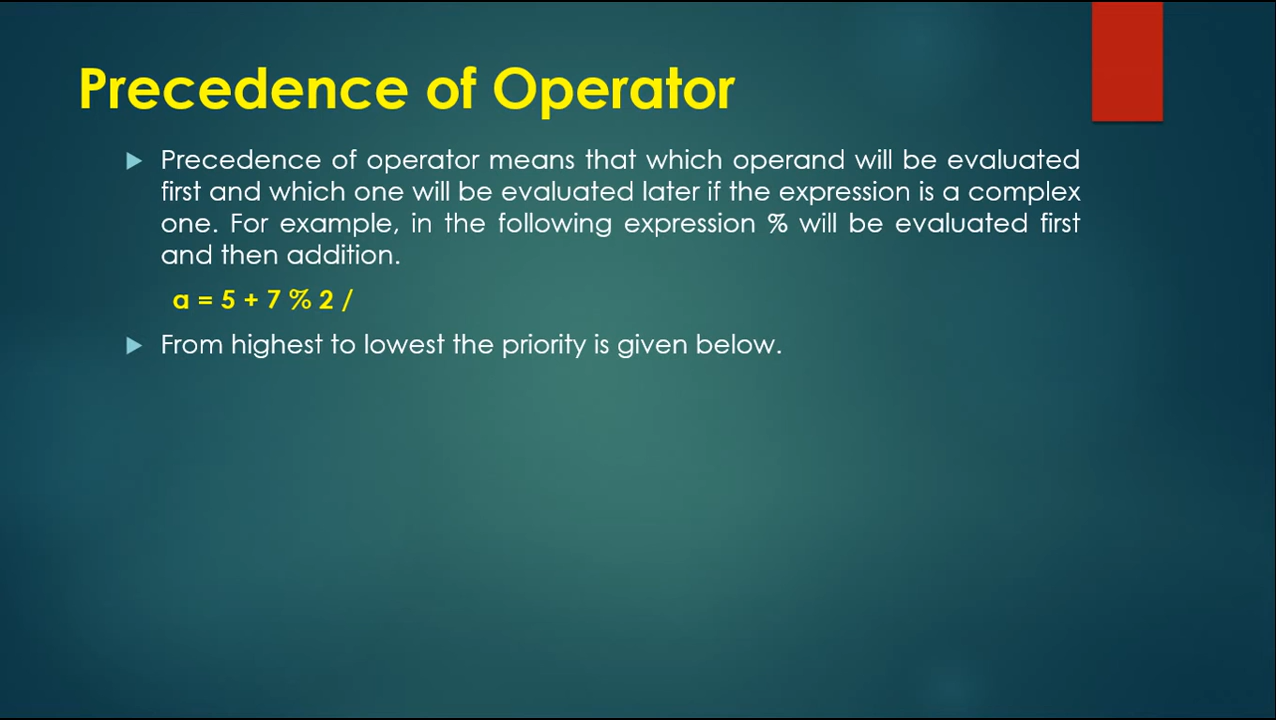 Precedence of Operator
Precedence of operator means that which operand will be evaluated
first and which one will be evaluated later if the expression is a complex
one. For example, in the following expression % will be evaluated first
and then addition.
a = 5 + 7 % 2 /
From highest to lowest the priority is given below.